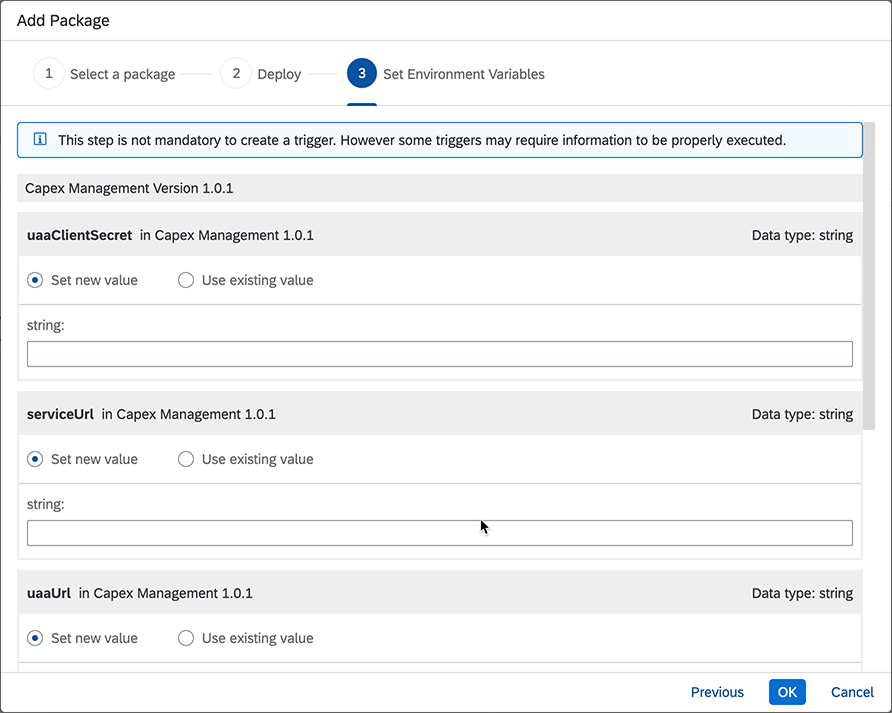 Add Package
1 Select a package 2 Deploy 3 Set Environment Variables
This step is not mandatory to create a trigger. However some triggers may require information to be properly executed.
Capex Management Version 1.0.1
uaaClientSecret in Capex Management 1.0.1 Data type: string
Set new value Use existing value
string:
serviceUrl in Capex Management 1.0.1 Data type: string
Set new value Use existing value
string:
uaaUrl in Capex Management 1.0.1 Data type: string
Set new value Use existing value
Previous OK Cancel